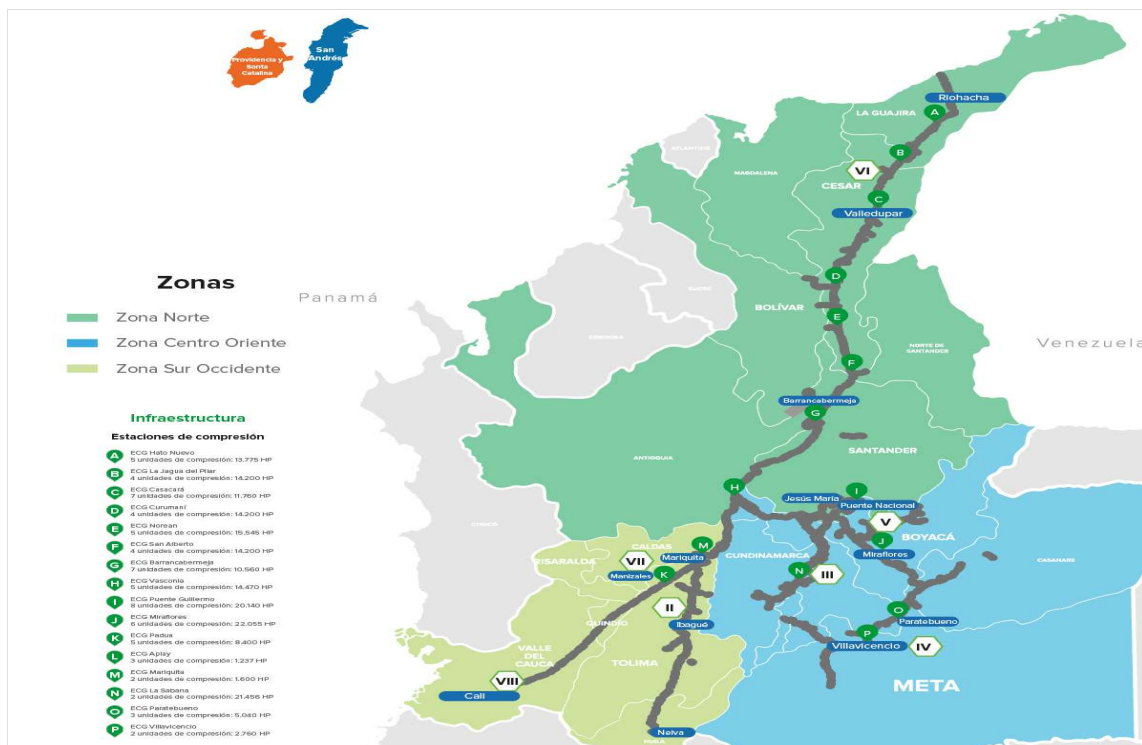 Providencia y
Santa
Catalina
San
Andrés
Riohacha
LA GUAJIRA
A
ATLÁNTICO
MAGDALENA
B
VI
CESAR
C
Valledupar
Zonas
Panamá
Zona Norte
Zona Centro Oriente
Zona Sur Occidente
D
BOLÍVAR
SUCRE
E
CÓRDOBA
NORTE DE
SANTANDER
Venezuela
F
Barrancabermeja
G
SANTANDER
ANTIOQUIA
H
I
Jesús María
Puente Nacional
V
BOYACÁ
J
Miraflores
CASANARE
CHOCÓ
M
CALDAS
Mariquita
RISARALDA
VII
Manizales
K
CUNDINAMARCA
N
III
II
QUINDÍO
Ibagué
O
Paratebueno
P
Villavicencio
IV
VALLE
DEL
CAUCA
TOLIMA
VIII
Cali
META
Neiva
HUILA
Infraestructura
Estaciones de compresión
A ECG Hato Nuevo
5 unidades de compresión: 13.775 HP
B ECG La Jagua del Pilar
4 unidades de compresión: 14.200 HP
C ECG Casacará
7 unidades de compresión: 11.760 HP
D ECG Curumaní
4 unidades de compresión: 14.200 HP
E ECG Norean
5 unidades de compresión: 15.545 HP
F ECG San Alberto
4 unidades de compresión: 14.200 HP
G ECG Barrancabermeja
7 unidades de compresión: 10.560 HP
H ECG Vasconia
5 unidades de compresión: 14.470 HP
I ECG Puente Guillermo
8 unidades de compresión: 20.140 HP
J ECG Miraflores
6 unidades de compresión: 22.055 HP
K ECG Padua
5 unidades de compresión: 8.400 HP
L ECG Apiay
3 unidades de compresión: 1.237 HP
M ECG Mariquita
2 unidades de compresión: 1.600 HP
N ECG La Sabana
2 unidades de compresión: 21.456 HP
O ECG Paratebueno
3 unidades de compresión: 5.040 HP
P ECG Villavicencio
2 unidades de compresión: 2.760 HP